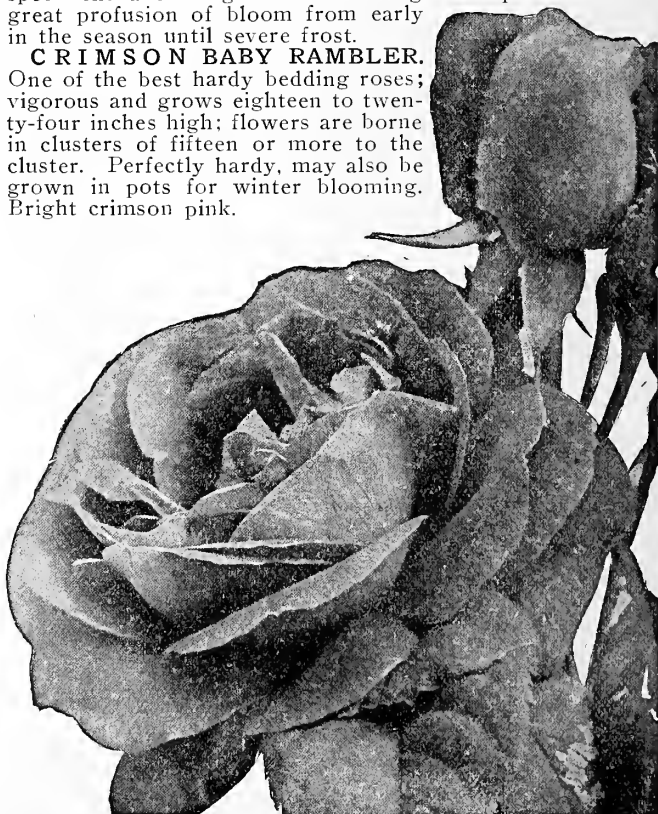 great profusion of bloom from early
in the season until severe frost.
CRIMSON BABY RAMBLER.
One of the best hardy bedding roses;
vigorous and grows eighteen to twen-
ty-four inches high; flowers are borne
in clusters of fifteen or more to the
cluster. Perfectly hardy, may also be
grown in pots for winter blooming.
Bright crimson pink.